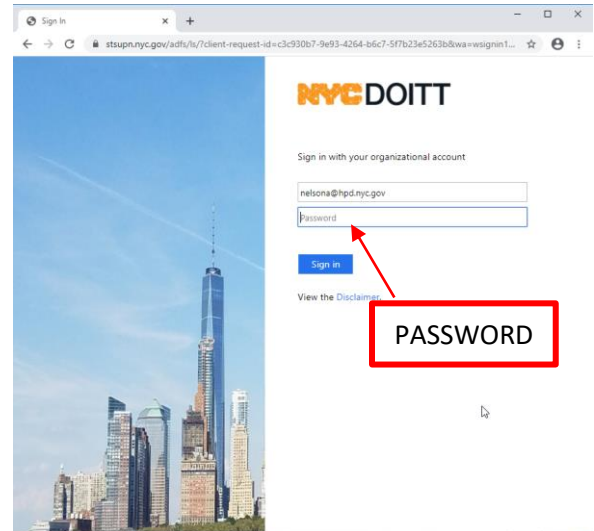 Sign In
stsupn.nyc.gov/adfs/ls/?client-request-id=c3c930b7-9e93-4264-b6c7-5f7b23e5263b&wa=wsignin1...
NYC DOITT
Sign in with your organizational account
nelsona@hpd.nyc.gov
Password
Sign in
View the Disclaimer.
PASSWORD